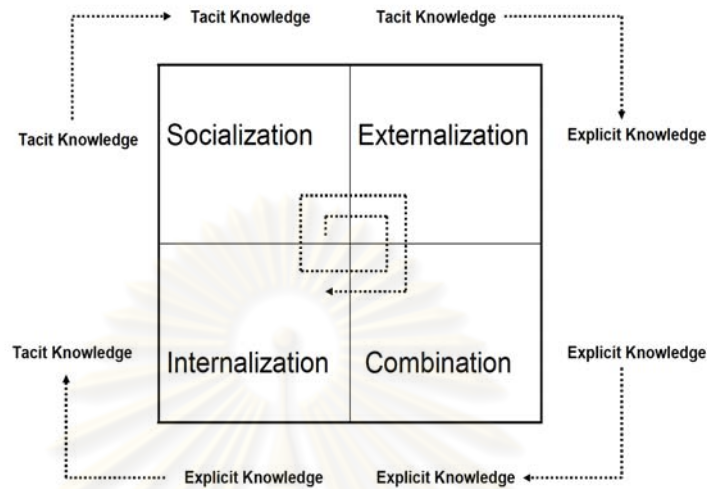 Tacit Knowledge Tacit Knowledge
Tacit Knowledge Socialization Externalization Explicit Knowledge
Tacit Knowledge Internalization Combination Explicit Knowledge
Explicit Knowledge Explicit Knowledge